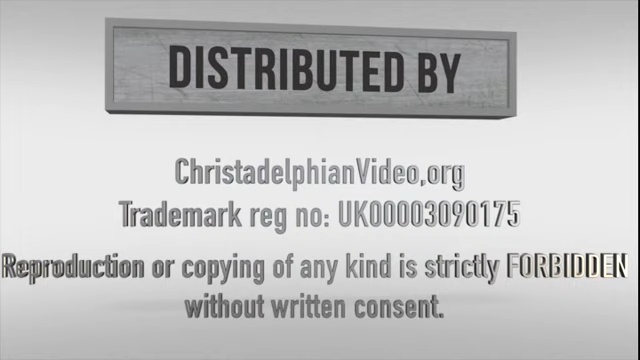 DISTRIBUTED BY
ChristadelphianVideo.org
Trademark reg no: UK00003090175
Reproduction or copying of any kind is strictly FORBIDDEN
without written consent.